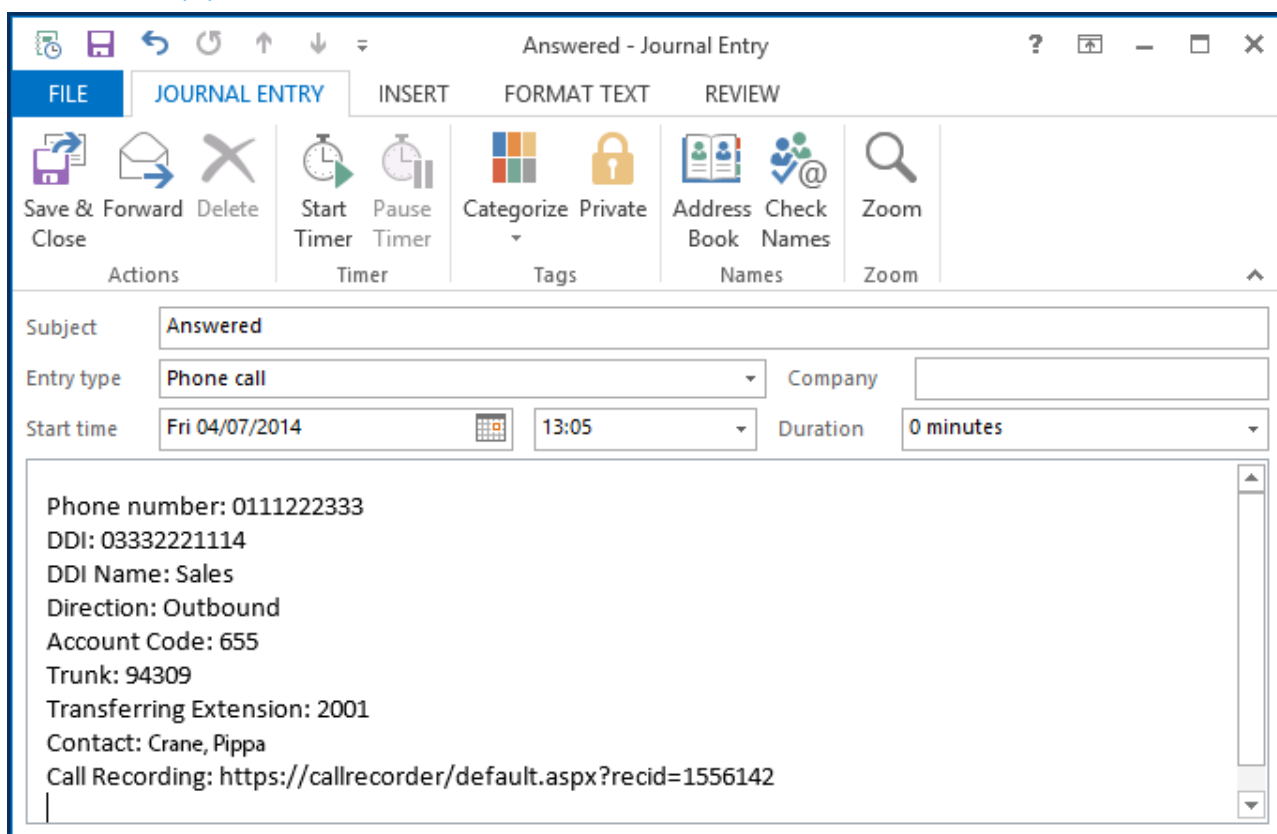 Answered - Journal Entry ?
FILE JOURNAL ENTRY INSERT FORMAT TEXT REVIEW
Save & Close Forward Delete Start Timer Pause Timer Categorize Private Address Book Check Names Zoom
Actions Timer Tags Names Zoom
Subject Answered
Entry type Phone call Company
Start time Fri 04/07/2014 13:05 Duration 0 minutes
Phone number: 0111222333
DDI: 03332221114
DDI Name: Sales
Direction: Outbound
Account Code: 655
Trunk: 94309
Transferring Extension: 2001
Contact: Crane, Pippa
Call Recording: https://callrecorder/default.aspx?recid=1556142